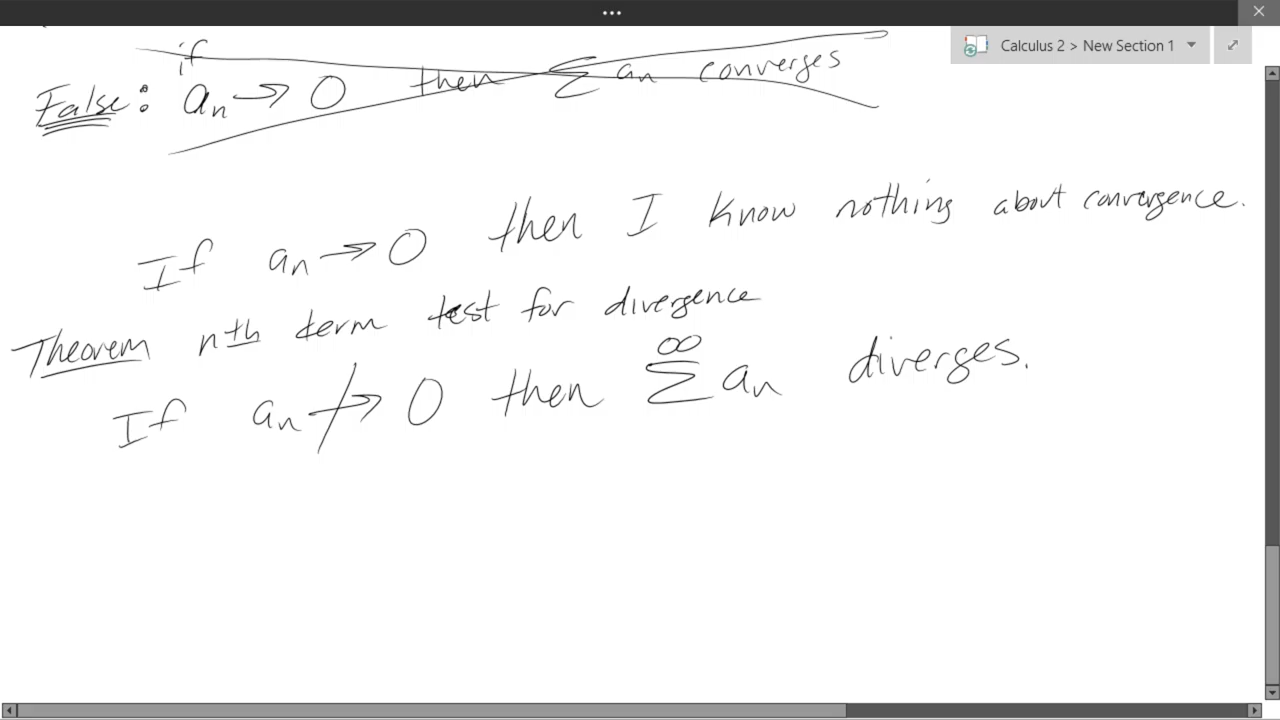 ...
Calculus 2 > New Section 1
False: if aₙ → 0 then Σ aₙ converges
If aₙ → 0 then I know nothing about convergence.
Theorem nth term test for divergence
If aₙ ↛ 0 then ∞ Σ aₙ diverges.